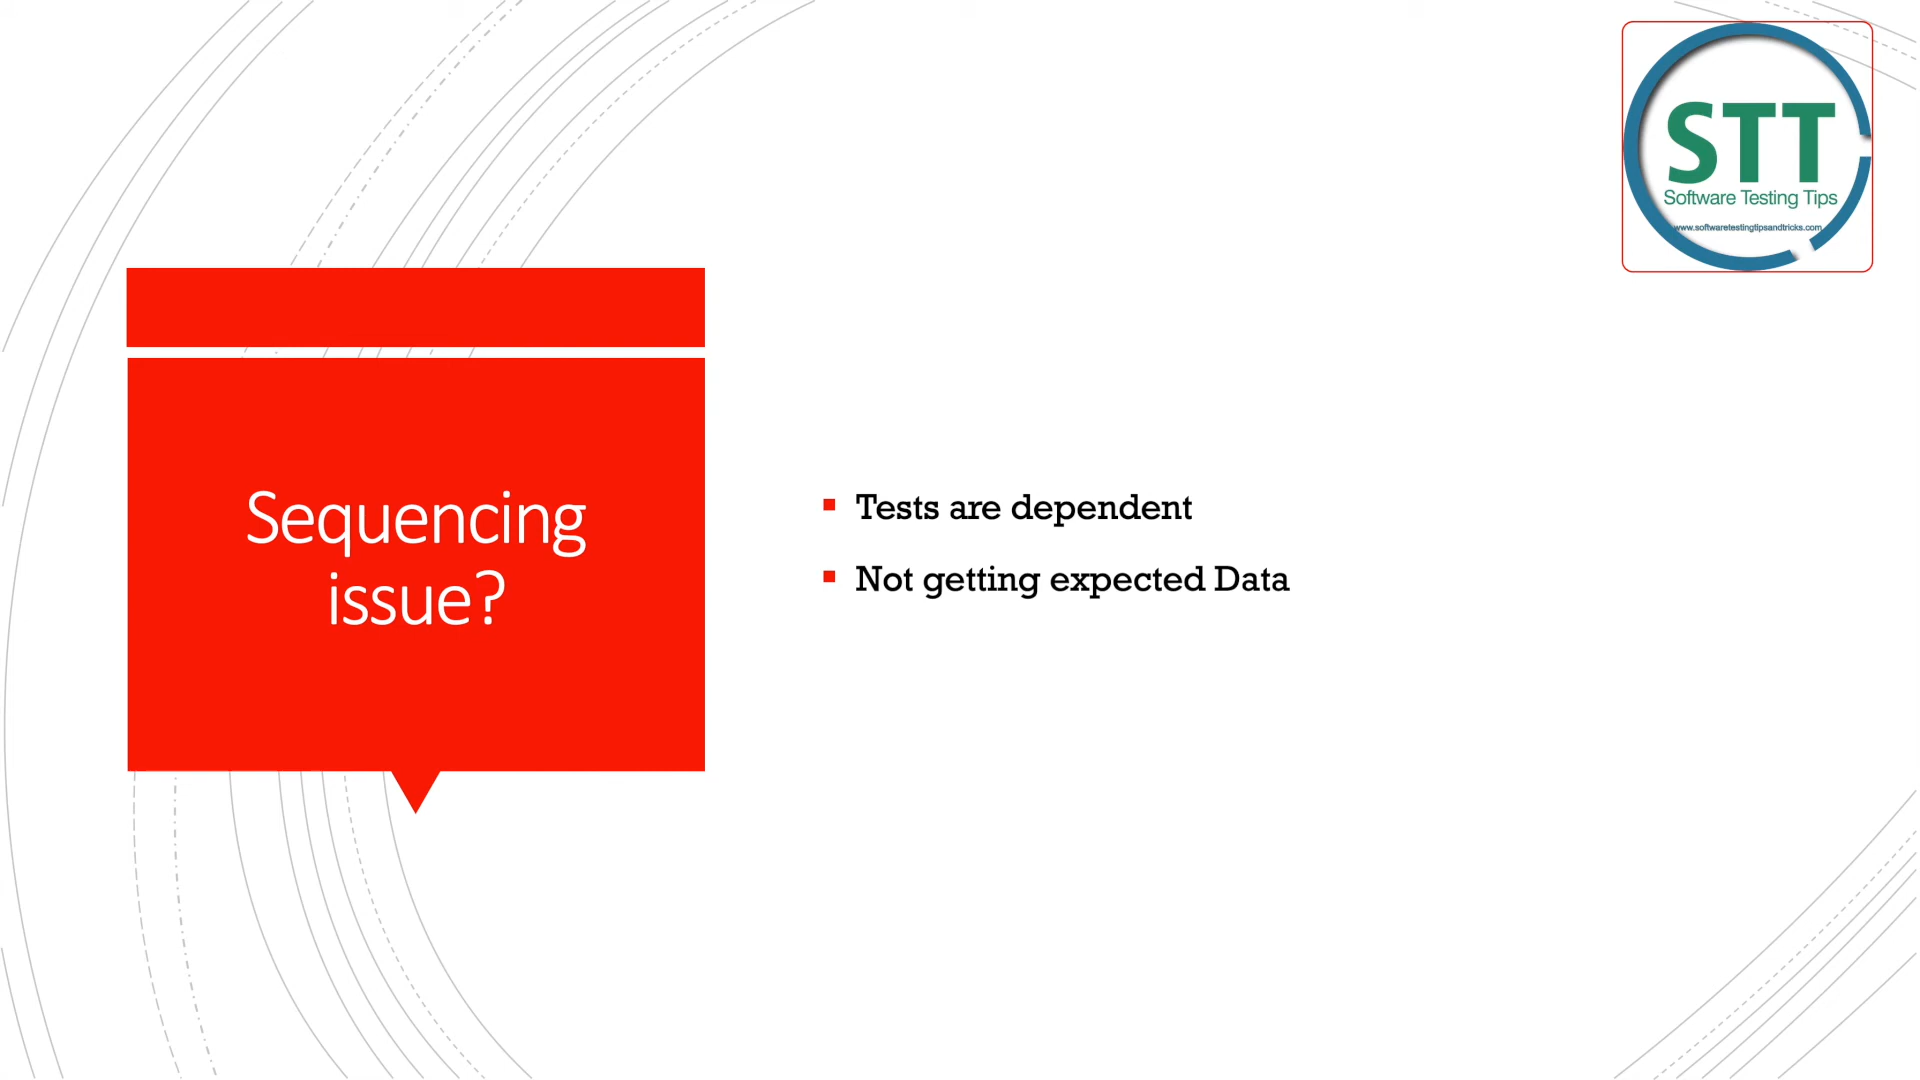 STT
Software Testing Tips
www.softwaretestingtipsandtricks.com
Sequencing
issue?
Tests are dependent
Not getting expected Data